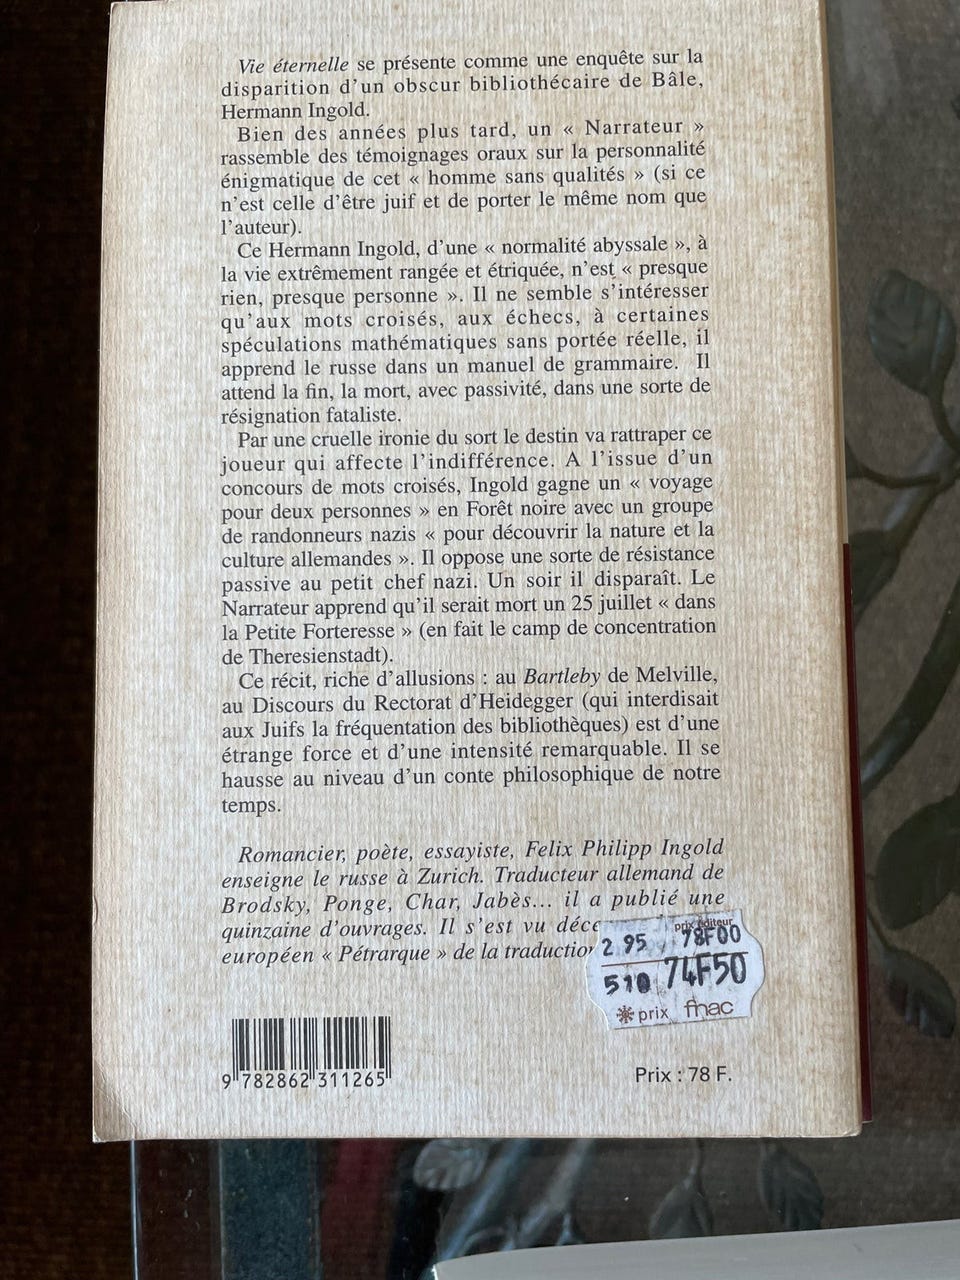 Vie éternelle se présente comme une enquête sur la
disparition d'un obscur bibliothécaire de Bâle,
Hermann Ingold.
Bien des années plus tard, un « Narrateur »
rassemble des témoignages oraux sur la personnalité
énigmatique de cet « homme sans qualités » (si ce
n'est celle d'être juif et de porter le même nom que
l'auteur).
Ce Hermann Ingold, d'une « normalité abyssale », à
la vie extrêmement rangée et étriquée, n'est « presque
rien, presque personne ». Il ne semble s'intéresser
qu'aux mots croisés, aux échecs, à certaines
spéculations mathématiques sans portée réelle, il
apprend le russe dans un manuel de grammaire. Il
attend la fin, la mort, avec passivité, dans une sorte de
résignation fataliste.
Par une cruelle ironie du sort le destin va rattraper ce
joueur qui affecte l'indifférence. A l'issue d'un
concours de mots croisés, Ingold gagne un « voyage
pour deux personnes » en Forêt noire avec un groupe
de randonneurs nazis « pour découvrir la nature et la
culture allemandes ». Il oppose une sorte de résistance
passive au petit chef nazi. Un soir il disparaît. Le
Narrateur apprend qu'il serait mort un 25 juillet « dans
la Petite Forteresse » (en fait le camp de concentration
de Theresienstadt).
Ce récit, riche d'allusions : au Bartleby de Melville,
au Discours du Rectorat d'Heidegger (qui interdisait
aux Juifs la fréquentation des bibliothèques) est d'une
étrange force et d'une intensité remarquable. Il se
hausse au niveau d'un conte philosophique de notre
temps.
Romancier, poète, essayiste, Felix Philipp Ingold
enseigne le russe à Zurich. Traducteur allemand de
Brodsky, Ponge, Char, Jabès... il a publié une
quinzaine d'ouvrages. Il s'est vu
européen « Pétrarque » de la traduction
prix éditeur
2 95 78F00
510 74F50
prix fnac
9 782862 311265
Prix : 78 F.